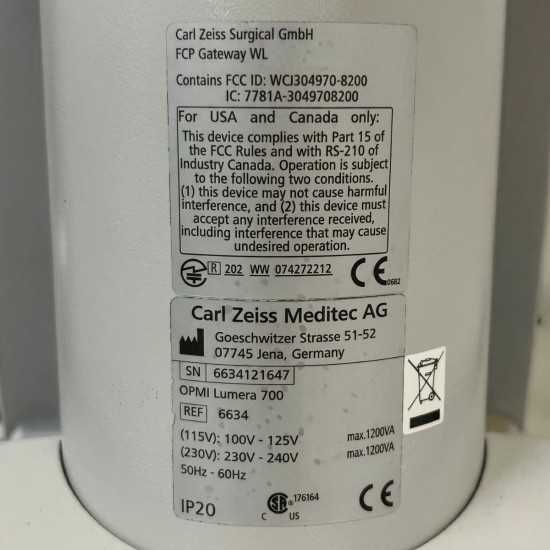 Carl Zeiss Surgical GmbH
FCP Gateway WL
Contains FCC ID: WCJ304970-8200
IC: 7781A-3049708200
For USA and Canada only:
This device complies with Part 15 of
the FCC Rules and with RS-210 of
Industry Canada. Operation is subject
to the following two conditions.
(1) this device may not cause harmful
interference, and (2) this device must
accept any interference received,
including interference that may cause
undesired operation.
R 202 WW 074272212 CE 0682
Carl Zeiss Meditec AG
Goeschwitzer Strasse 51-52
07745 Jena, Germany
SN 6634121647
OPMI Lumera 700
REF 6634
(115V): 100V - 125V max.1200VA
(230V): 230V - 240V max.1200VA
50Hz - 60Hz
IP20 C SA ® 176164 US CE